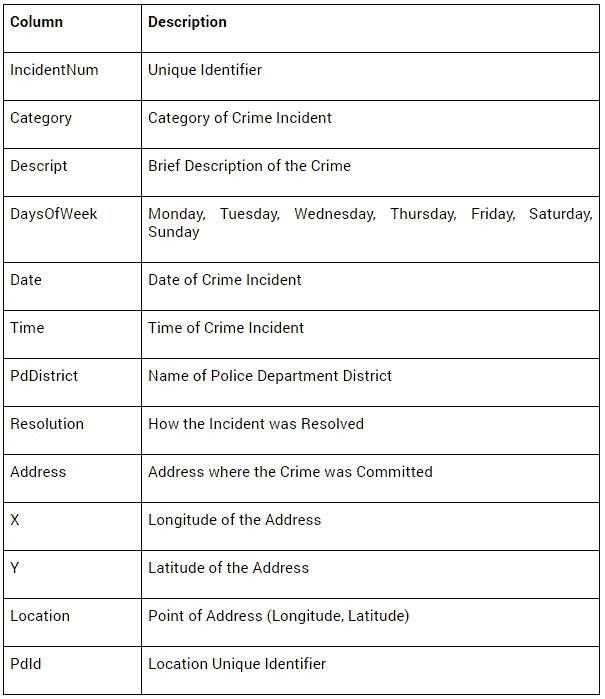 Column Description
IncidentNum Unique Identifier
Category Category of Crime Incident
Descript Brief Description of the Crime
DaysOfWeek Monday, Tuesday, Wednesday, Thursday, Friday, Saturday,
Sunday
Date Date of Crime Incident
Time Time of Crime Incident
PdDistrict Name of Police Department District
Resolution How the Incident was Resolved
Address Address where the Crime was Committed
X Longitude of the Address
Y Latitude of the Address
Location Point of Address (Longitude, Latitude)
PdId Location Unique Identifier